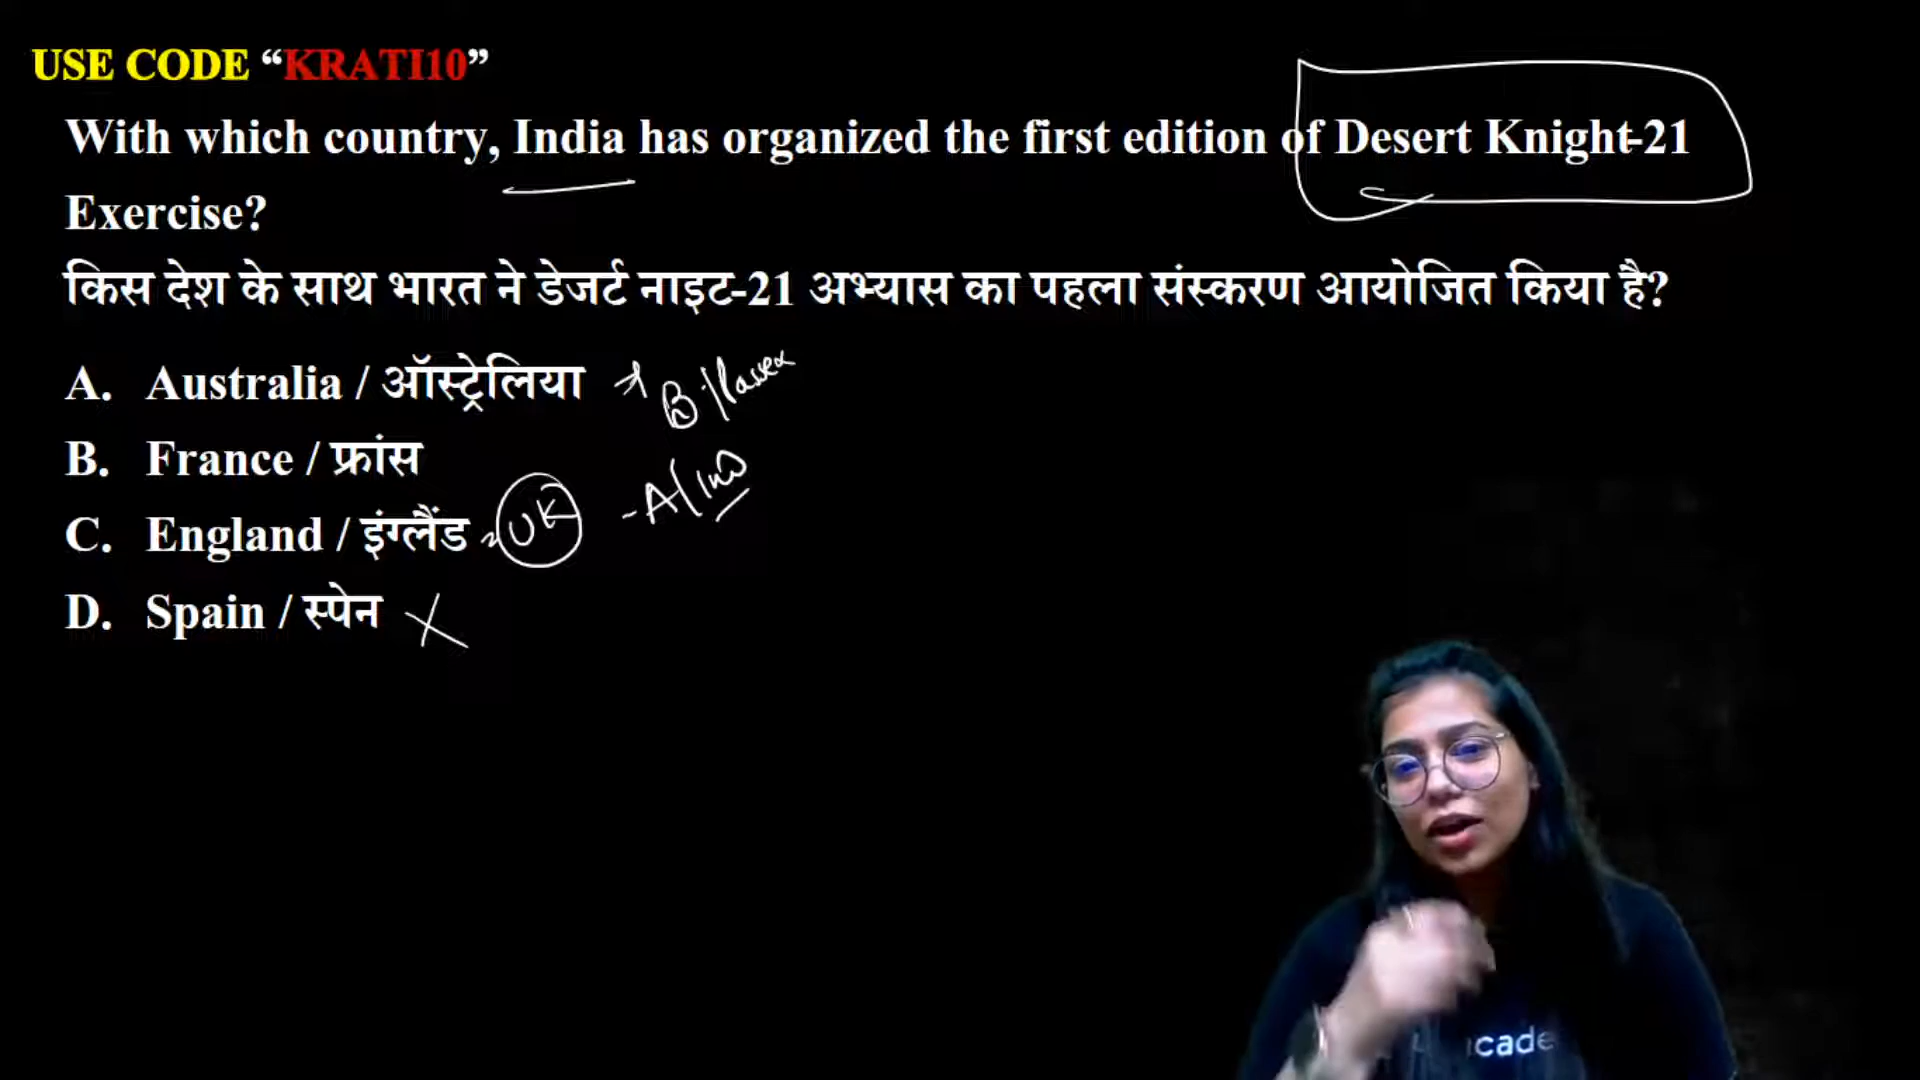 USE CODE “KRATI10”
With which country, India has organized the first edition of Desert Knight-21
Exercise?
किस देश के साथ भारत ने डेजर्ट नाइट-21 अभ्यास का पहला संस्करण आयोजित किया है?
A. Australia / ऑस्ट्रेलिया
B. France / फ्रांस
C. England / इंग्लैंड UK
D. Spain / स्पेन
cade